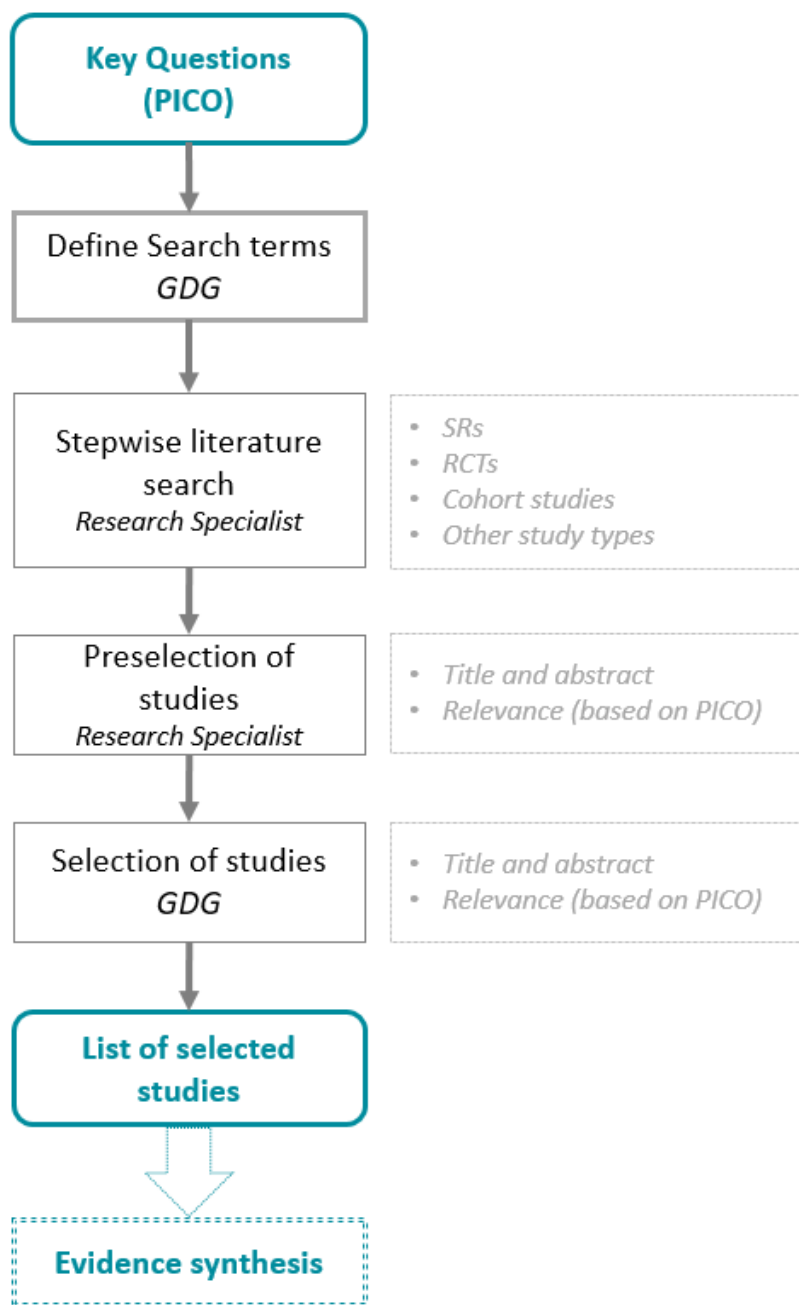 Key Questions
(PICO)
Define Search terms
GDG
Stepwise literature
search
Research Specialist
• SRs
• RCTs
• Cohort studies
• Other study types
Preselection of
studies
Research Specialist
• Title and abstract
• Relevance (based on PICO)
Selection of studies
GDG
• Title and abstract
• Relevance (based on PICO)
List of selected
studies
Evidence synthesis